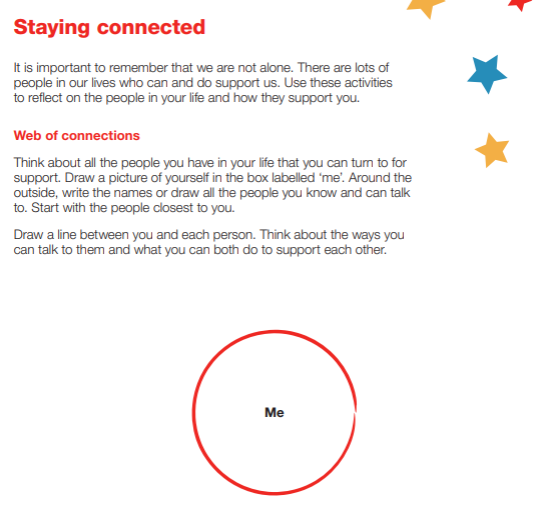 Staying connected
It is important to remember that we are not alone. There are lots of
people in our lives who can and do support us. Use these activities
to reflect on the people in your life and how they support you.
Web of connections
Think about all the people you have in your life that you can turn to for
support. Draw a picture of yourself in the box labelled ‘me’. Around the
outside, write the names or draw all the people you know and can talk
to. Start with the people closest to you.
Draw a line between you and each person. Think about the ways you
can talk to them and what you can both do to support each other.
Me